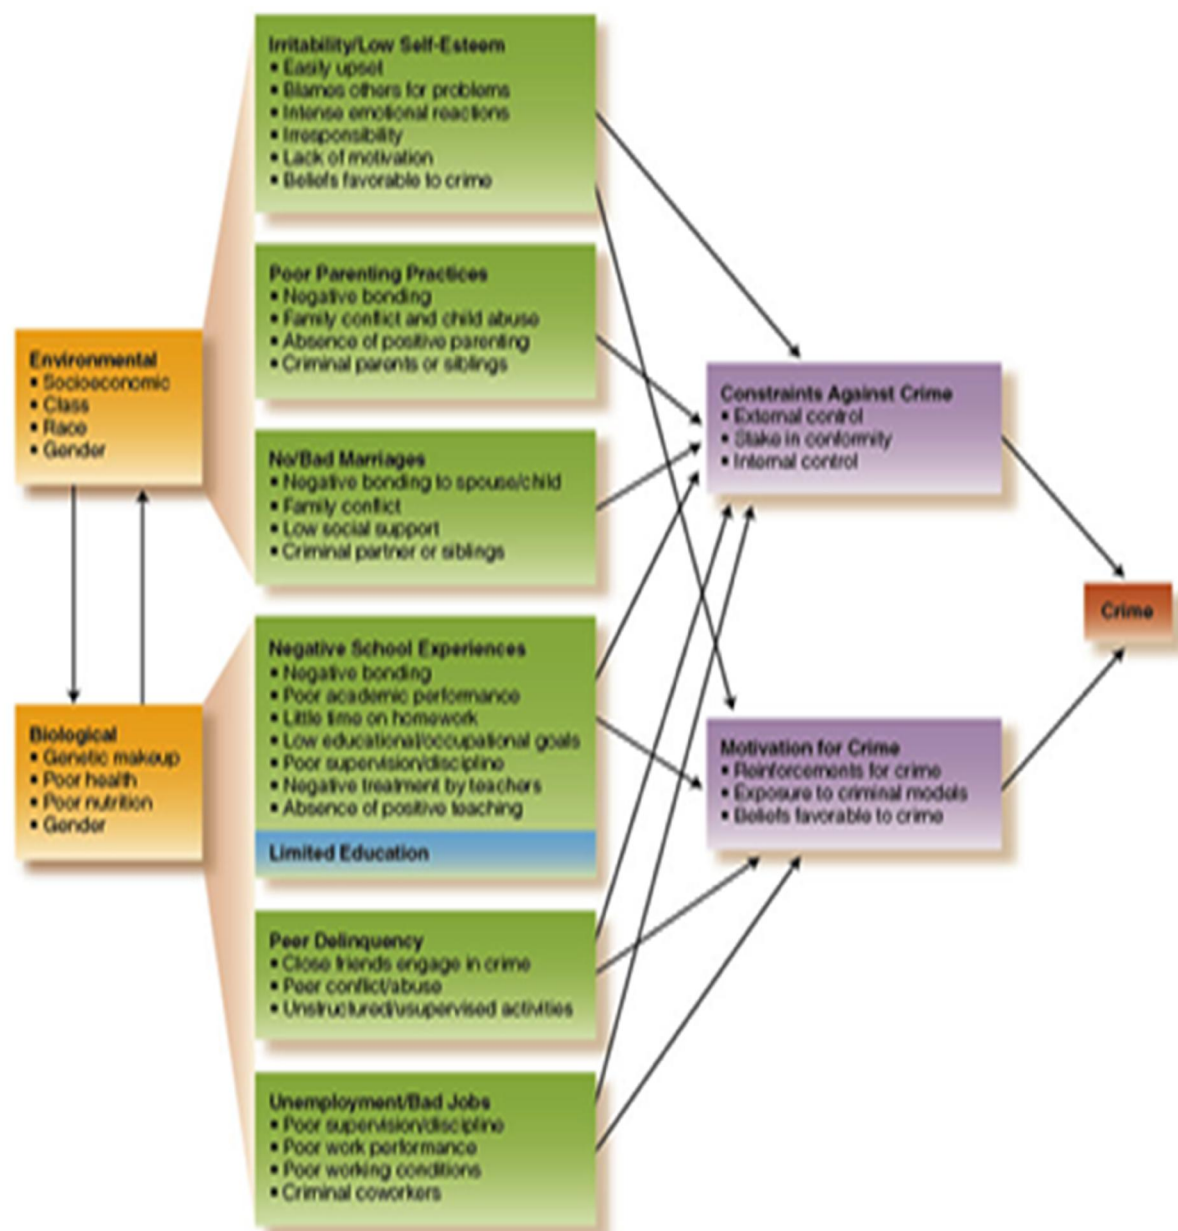 Irritability/Low Self-Esteem
▪ Easily upset
▪ Blames others for problems
▪ Intense emotional reactions
▪ Irresponsibility
▪ Lack of motivation
▪ Beliefs favorable to crime
Poor Parenting Practices
▪ Negative bonding
▪ Family conflict and child abuse
▪ Absence of positive parenting
▪ Criminal parents or siblings
Environmental
▪ Socioeconomic
▪ Class
▪ Race
▪ Gender
No/Bad Marriages
▪ Negative bonding to spouse/child
▪ Family conflict
▪ Low social support
▪ Criminal partner or siblings
Constraints Against Crime
▪ External control
▪ Stake in conformity
▪ Internal control
Crime
Negative School Experiences
▪ Negative bonding
▪ Poor academic performance
▪ Little time on homework
▪ Low educational/occupational goals
▪ Poor supervision/discipline
▪ Negative treatment by teachers
▪ Absence of positive teaching
Limited Education
Biological
▪ Genetic makeup
▪ Poor health
▪ Poor nutrition
▪ Gender
Motivation for Crime
▪ Reinforcements for crime
▪ Exposure to criminal models
▪ Beliefs favorable to crime
Peer Delinquency
▪ Close friends engage in crime
▪ Peer conflict/abuse
▪ Unstructured/usupervised activities
Unemployment/Bad Jobs
▪ Poor supervision/discipline
▪ Poor work performance
▪ Poor working conditions
▪ Criminal coworkers